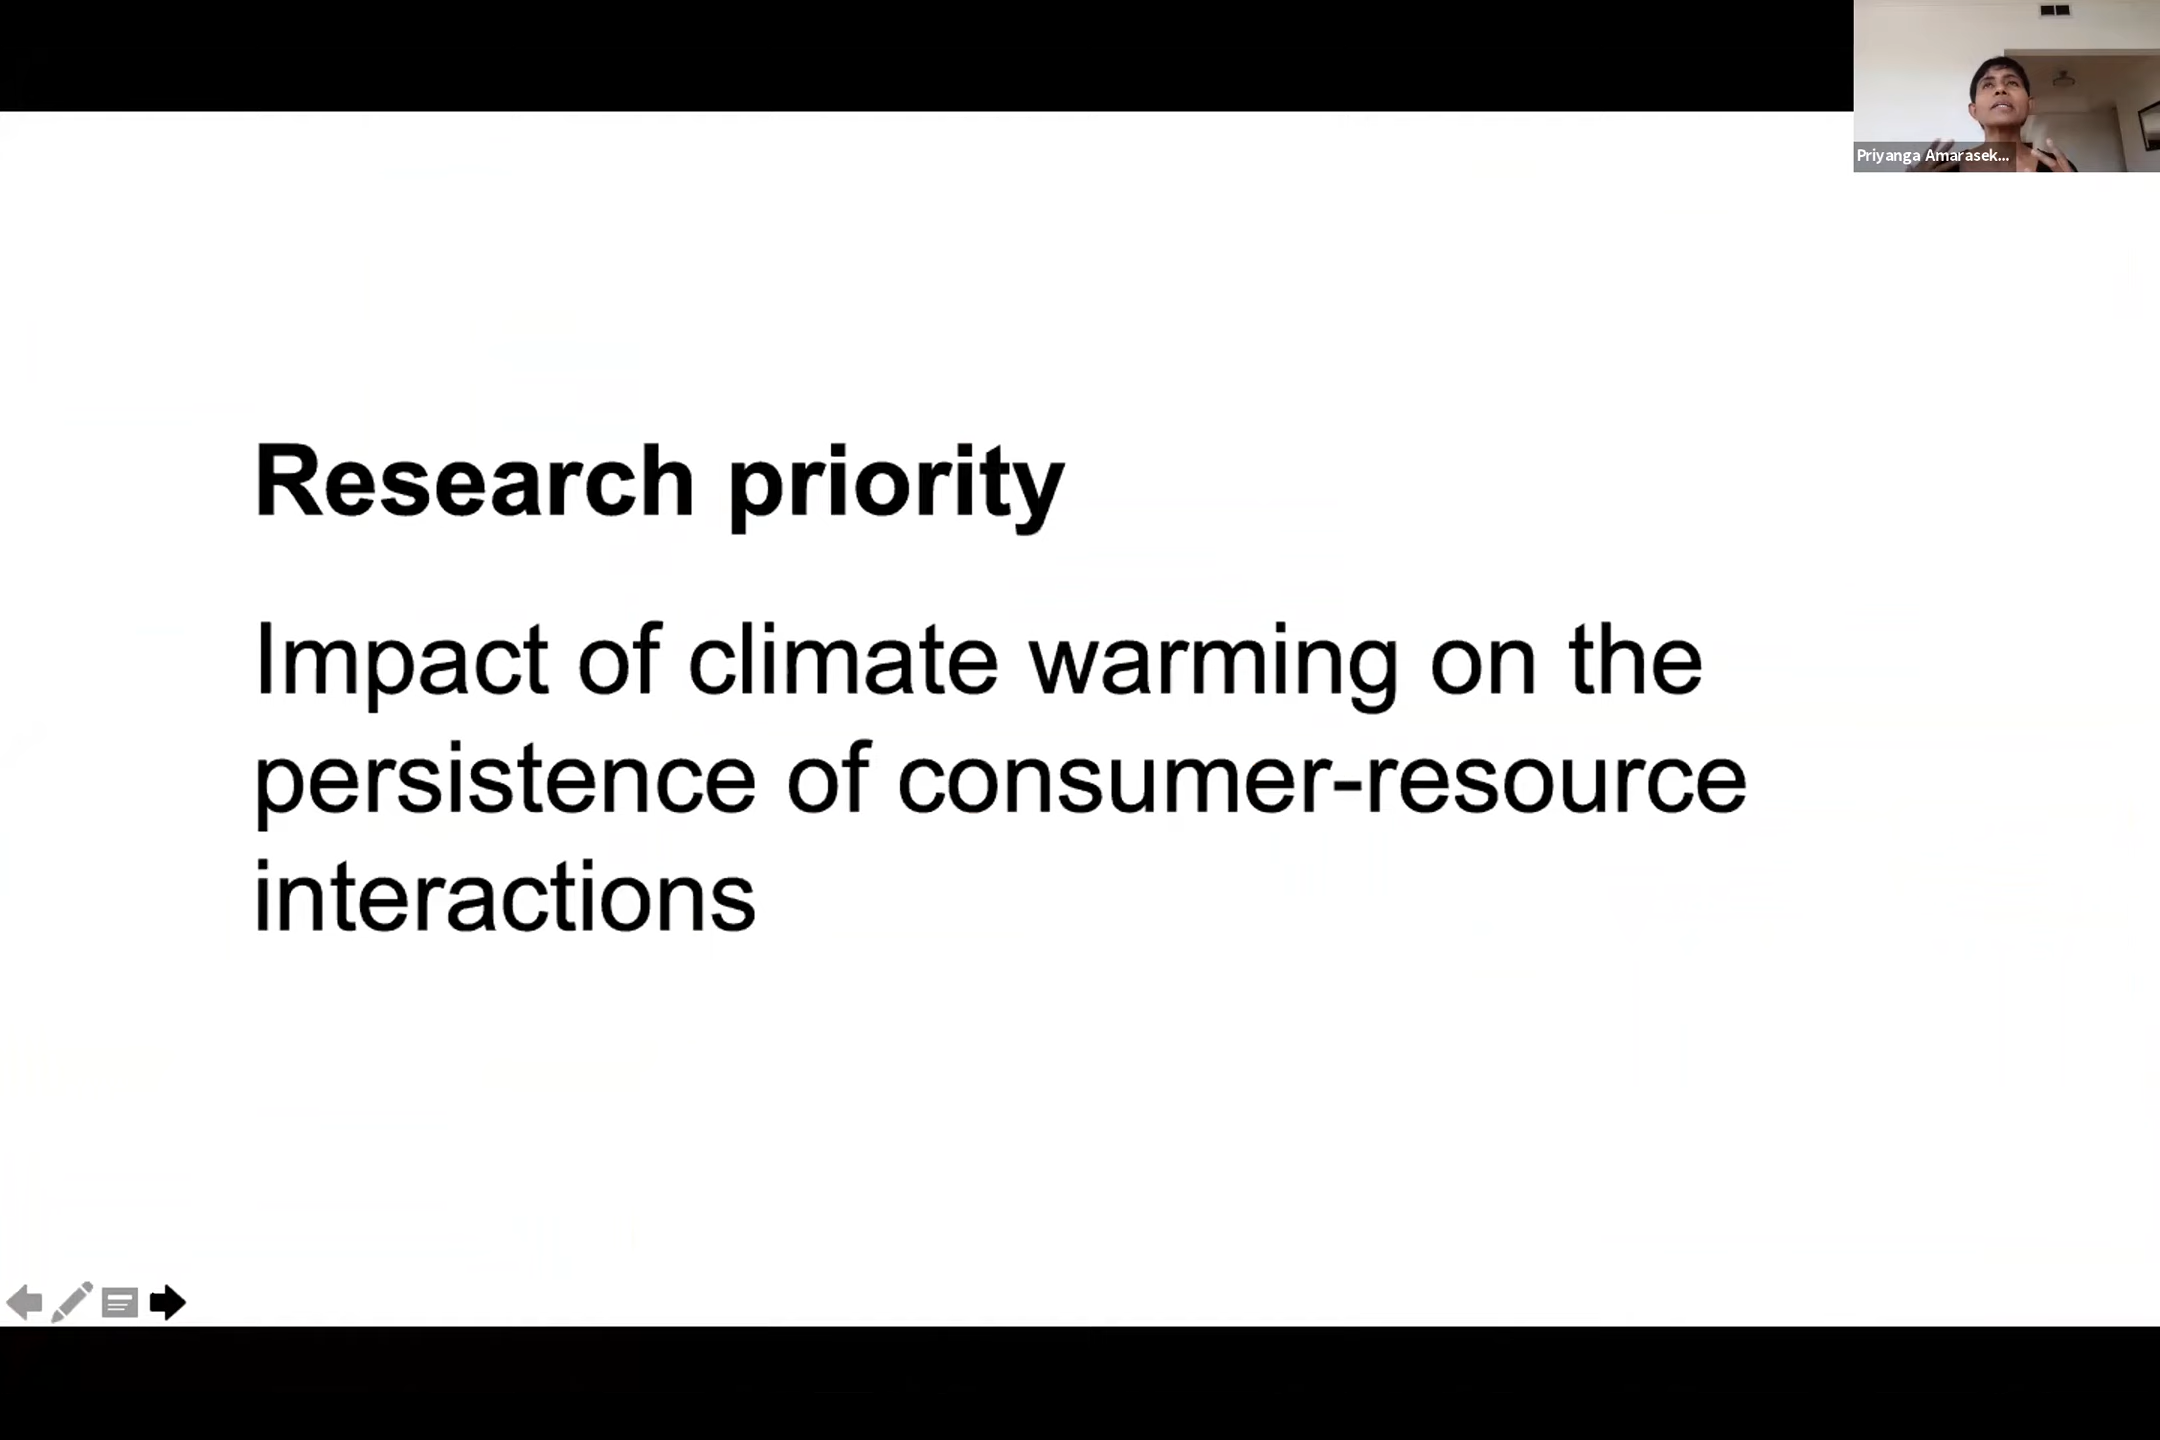 Priyanga Amarasek...
Research priority
Impact of climate warming on the
persistence of consumer-resource
interactions